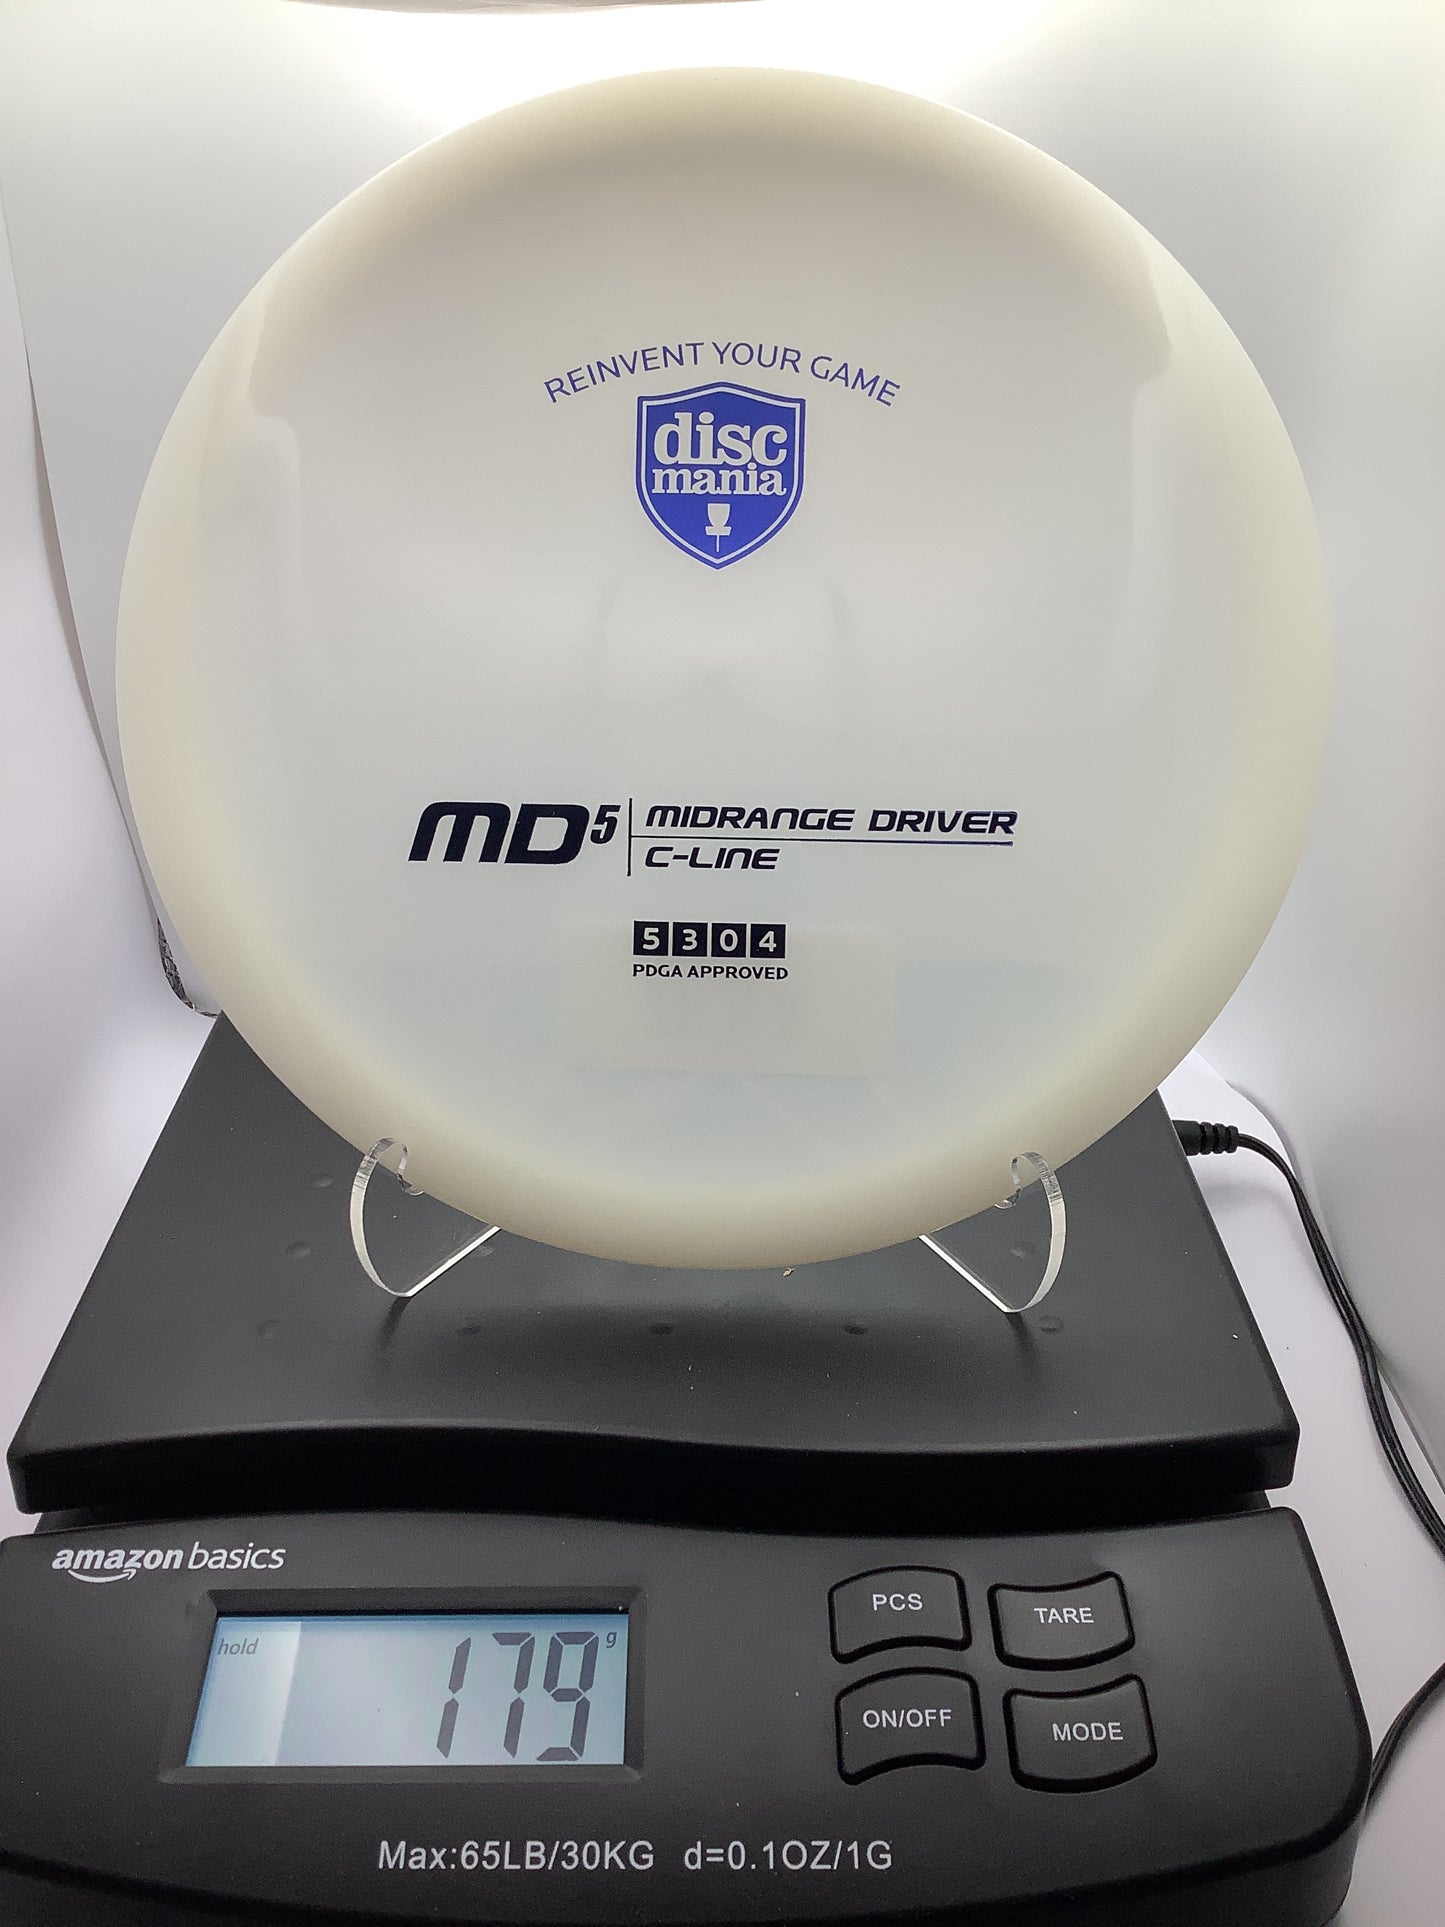 REINVENT YOUR GAME
disc
mania
MD5 MIDRANGE DRIVER
C-LINE
5 3 0 4
PDGA APPROVED
amazon basics
PCS TARE
hold 179 g
ON/OFF MODE
Max:65LB/30KG d=0.1OZ/1G